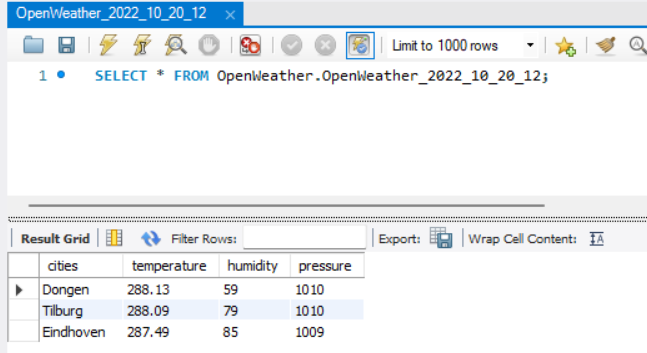 OpenWeather_2022_10_20_12
Limit to 1000 rows
1 SELECT * FROM OpenWeather.OpenWeather_2022_10_20_12;
Result Grid Filter Rows: Export: Wrap Cell Content:
cities temperature humidity pressure
Dongen 288.13 59 1010
Tilburg 288.09 79 1010
Eindhoven 287.49 85 1009